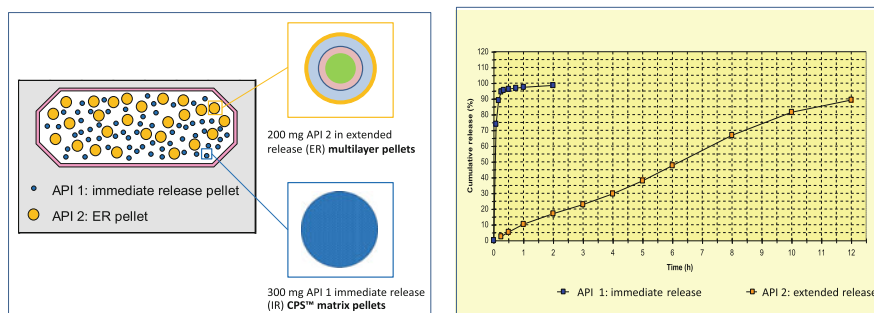 200 mg API 2 in extended
release (ER) multilayer pellets
API 1: immediate release pellet
API 2: ER pellet
300 mg API 1 immediate release
(IR) CPS™ matrix pellets
Cumulative release (%)
120
110
100
90
80
70
60
50
40
30
20
10
0
0 1 2 3 4 5 6 7 8 9 10 11 12
Time (h)
API 1: immediate release
API 2: extended release